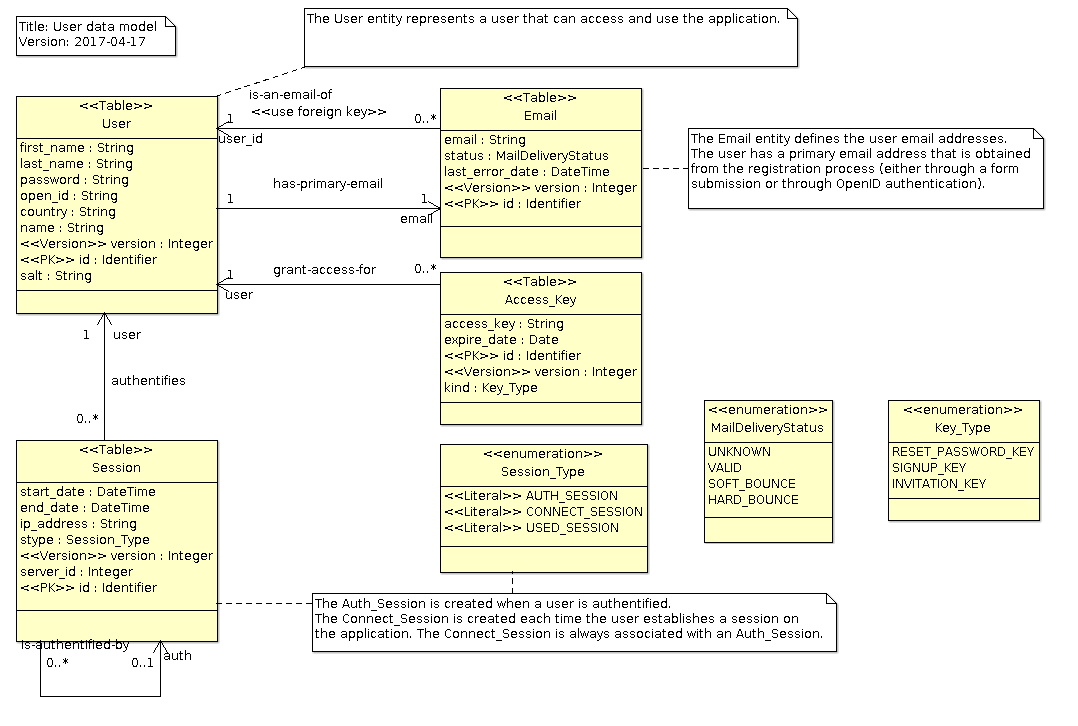 Title: User data model
Version: 2017-04-17
The User entity represents a user that can access and use the application.
<<Table>>
User
first_name : String
last_name : String
password : String
open_id : String
country : String
name : String
<<Version>> version : Integer
<<PK>> id : Identifier
salt : String
is-an-email-of
<<use foreign key>>
1
0..*
user_id
has-primary-email
1
1
email
grant-access-for
1
0..*
user
<<Table>>
Email
email : String
status : MailDeliveryStatus
last_error_date : DateTime
<<Version>> version : Integer
<<PK>> id : Identifier
The Email entity defines the user email addresses.
The user has a primary email address that is obtained
from the registration process (either through a form
submission or through OpenID authentication).
<<Table>>
Access_Key
access_key : String
expire_date : Date
<<PK>> id : Identifier
<<Version>> version : Integer
kind : Key_Type
1
user
authentifies
0..*
<<Table>>
Session
start_date : DateTime
end_date : DateTime
ip_address : String
stype : Session_Type
<<Version>> version : Integer
server_id : Integer
<<PK>> id : Identifier
<<enumeration>>
Session_Type
<<Literal>> AUTH_SESSION
<<Literal>> CONNECT_SESSION
<<Literal>> USED_SESSION
<<enumeration>>
MailDeliveryStatus
UNKNOWN
VALID
SOFT_BOUNCE
HARD_BOUNCE
<<enumeration>>
Key_Type
RESET_PASSWORD_KEY
SIGNUP_KEY
INVITATION_KEY
The Auth_Session is created when a user is authentified.
The Connect_Session is created each time the user establishes a session on
the application. The Connect_Session is always associated with an Auth_Session.
is-authentified-by
0..*
0..1
auth